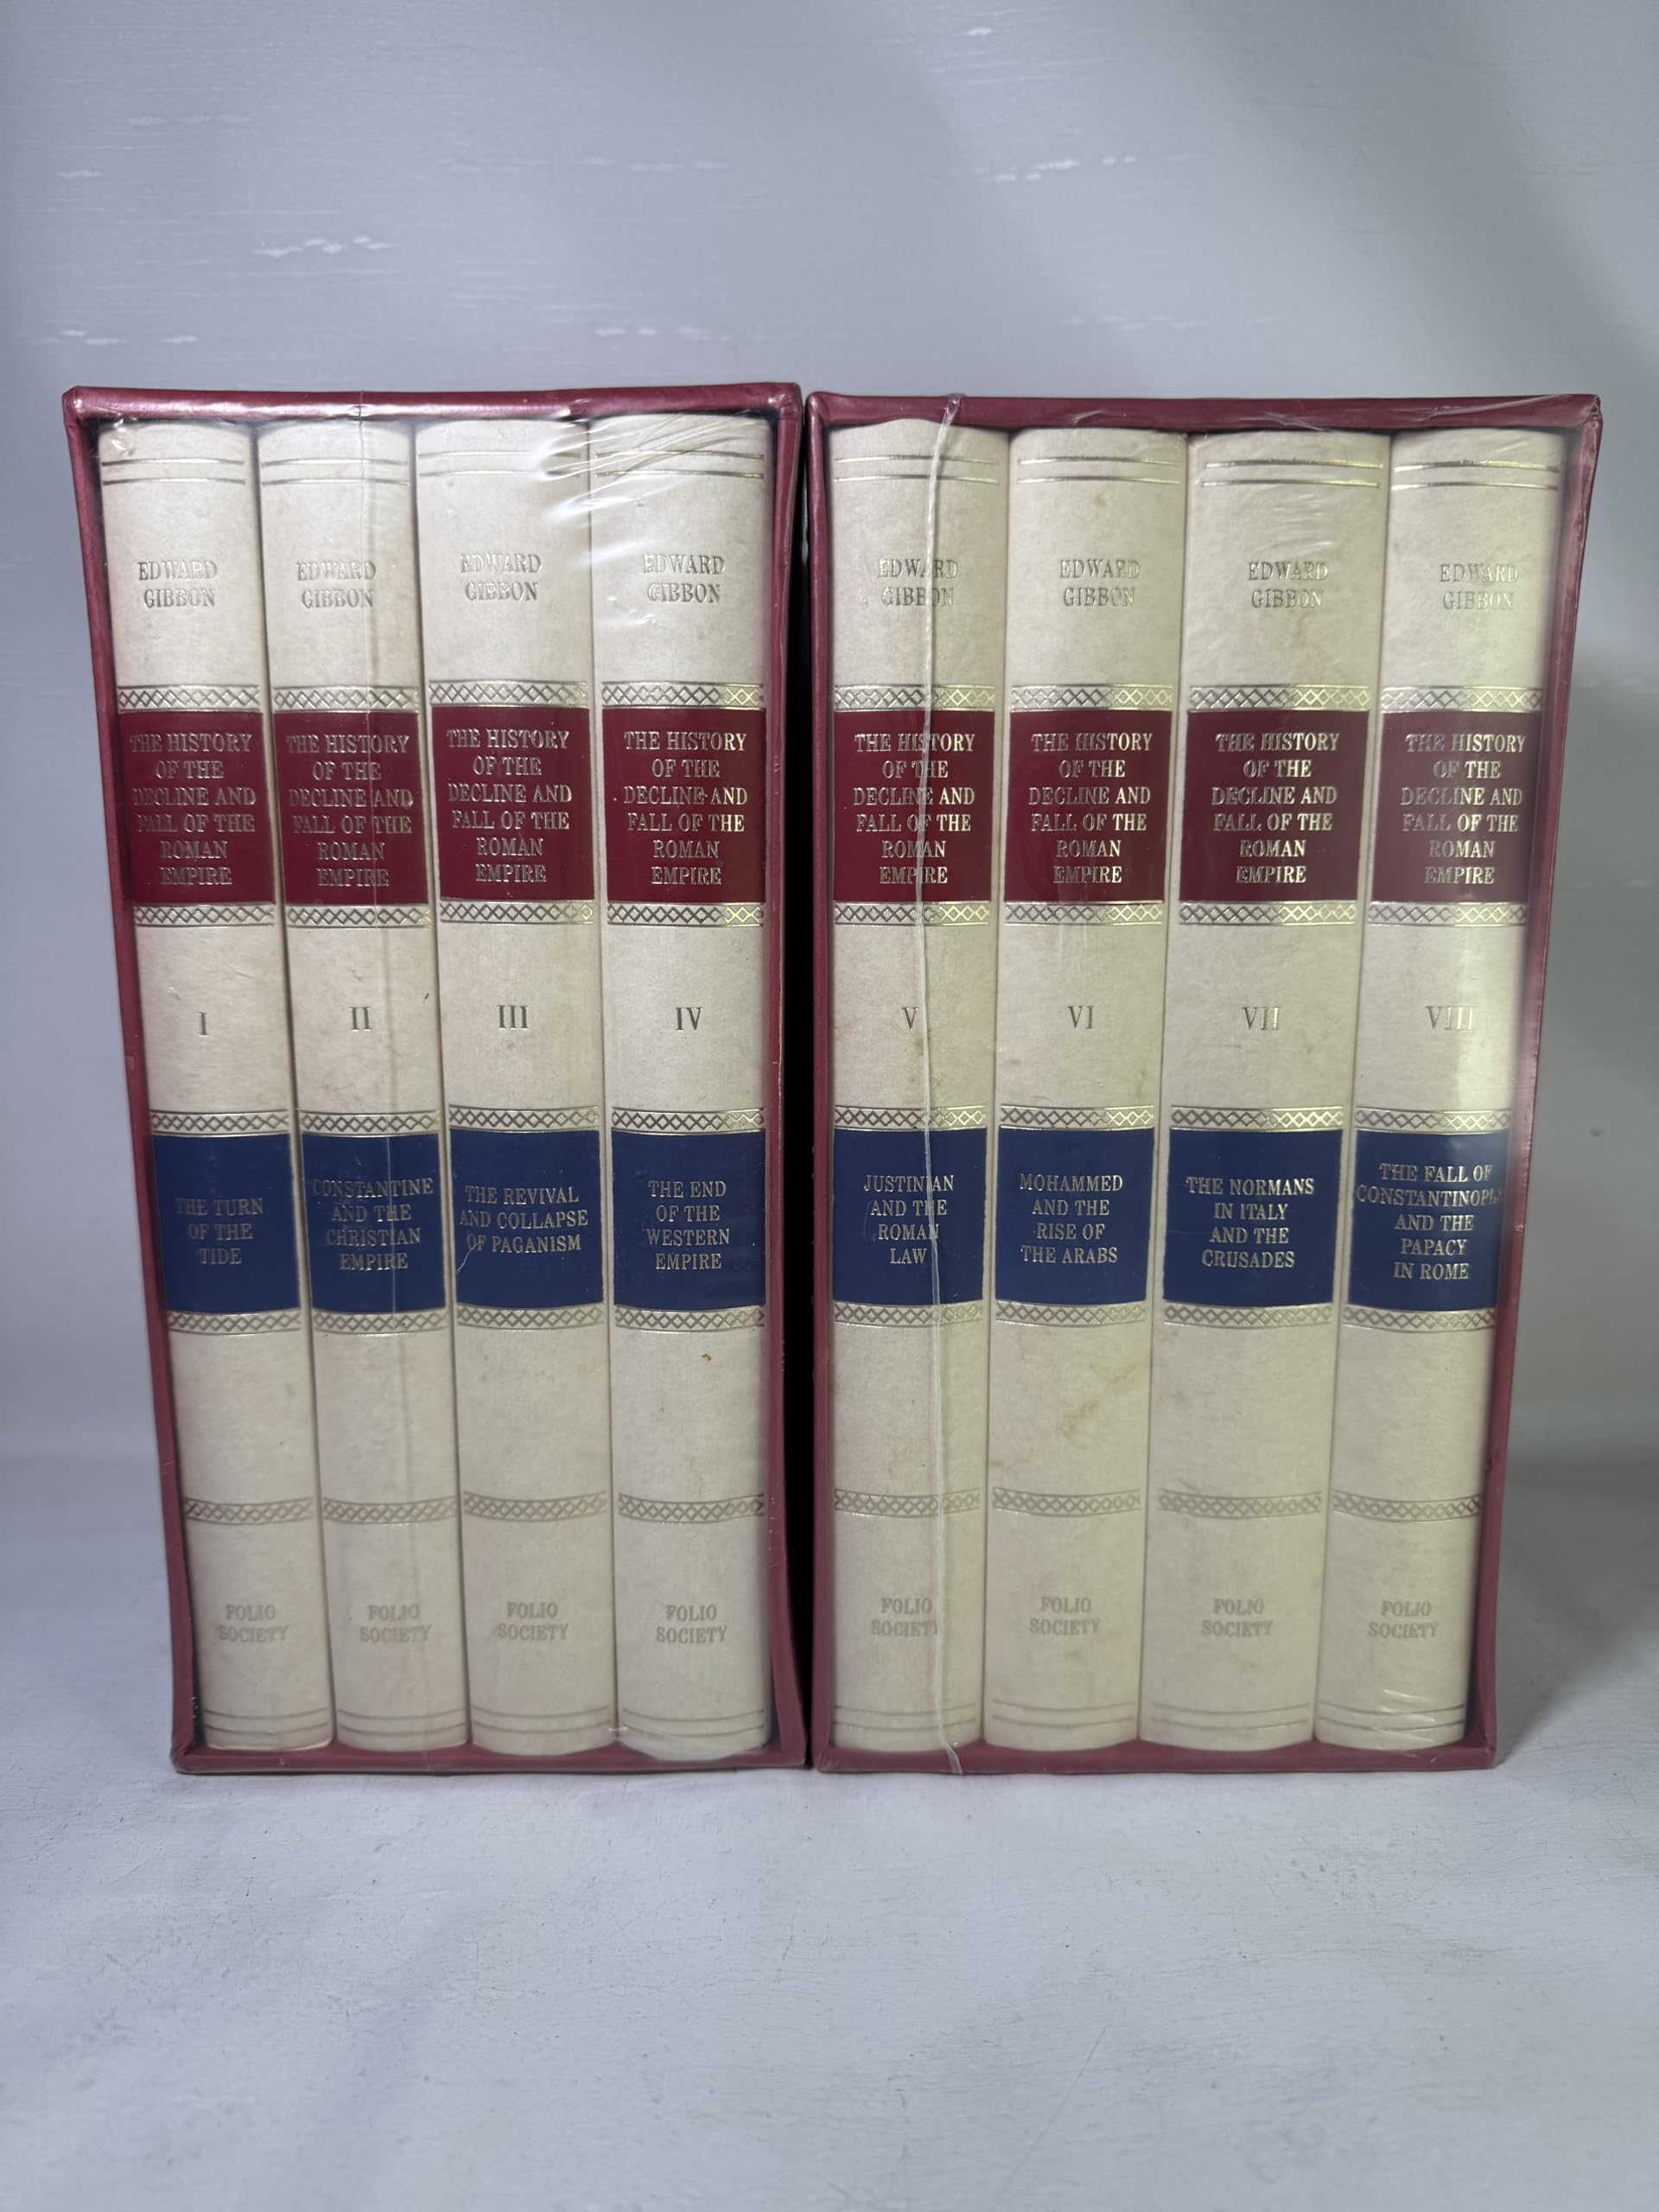 EDWARD
GIBBON
THE HISTORY
OF THE
DECLINE AND
FALL OF THE
ROMAN
EMPIRE
I
THE TURN
OF THE
TIDE
FOLIO
SOCIETY
EDWARD
GIBBON
THE HISTORY
OF THE
DECLINE AND
FALL OF THE
ROMAN
EMPIRE
II
CONSTANTINE
AND THE
CHRISTIAN
EMPIRE
FOLIO
SOCIETY
EDWARD
GIBBON
THE HISTORY
OF THE
DECLINE AND
FALL OF THE
ROMAN
EMPIRE
III
THE REVIVAL
AND COLLAPSE
OF PAGANISM
FOLIO
SOCIETY
EDWARD
GIBBON
THE HISTORY
OF THE
DECLINE AND
FALL OF THE
ROMAN
EMPIRE
IV
THE END
OF THE
WESTERN
EMPIRE
FOLIO
SOCIETY
EDWARD
GIBBON
THE HISTORY
OF THE
DECLINE AND
FALL OF THE
ROMAN
EMPIRE
V
JUSTINIAN
AND THE
ROMAN
LAW
FOLIO
SOCIETY
EDWARD
GIBBON
THE HISTORY
OF THE
DECLINE AND
FALL OF THE
ROMAN
EMPIRE
VI
MOHAMMED
AND THE
RISE OF
THE ARABS
FOLIO
SOCIETY
EDWARD
GIBBON
THE HISTORY
OF THE
DECLINE AND
FALL OF THE
ROMAN
EMPIRE
VII
THE NORMANS
IN ITALY
AND THE
CRUSADES
FOLIO
SOCIETY
EDWARD
GIBBON
THE HISTORY
OF THE
DECLINE AND
FALL OF THE
ROMAN
EMPIRE
VIII
THE FALL OF
CONSTANTINOPLE
AND THE
PAPACY
IN ROME
FOLIO
SOCIETY